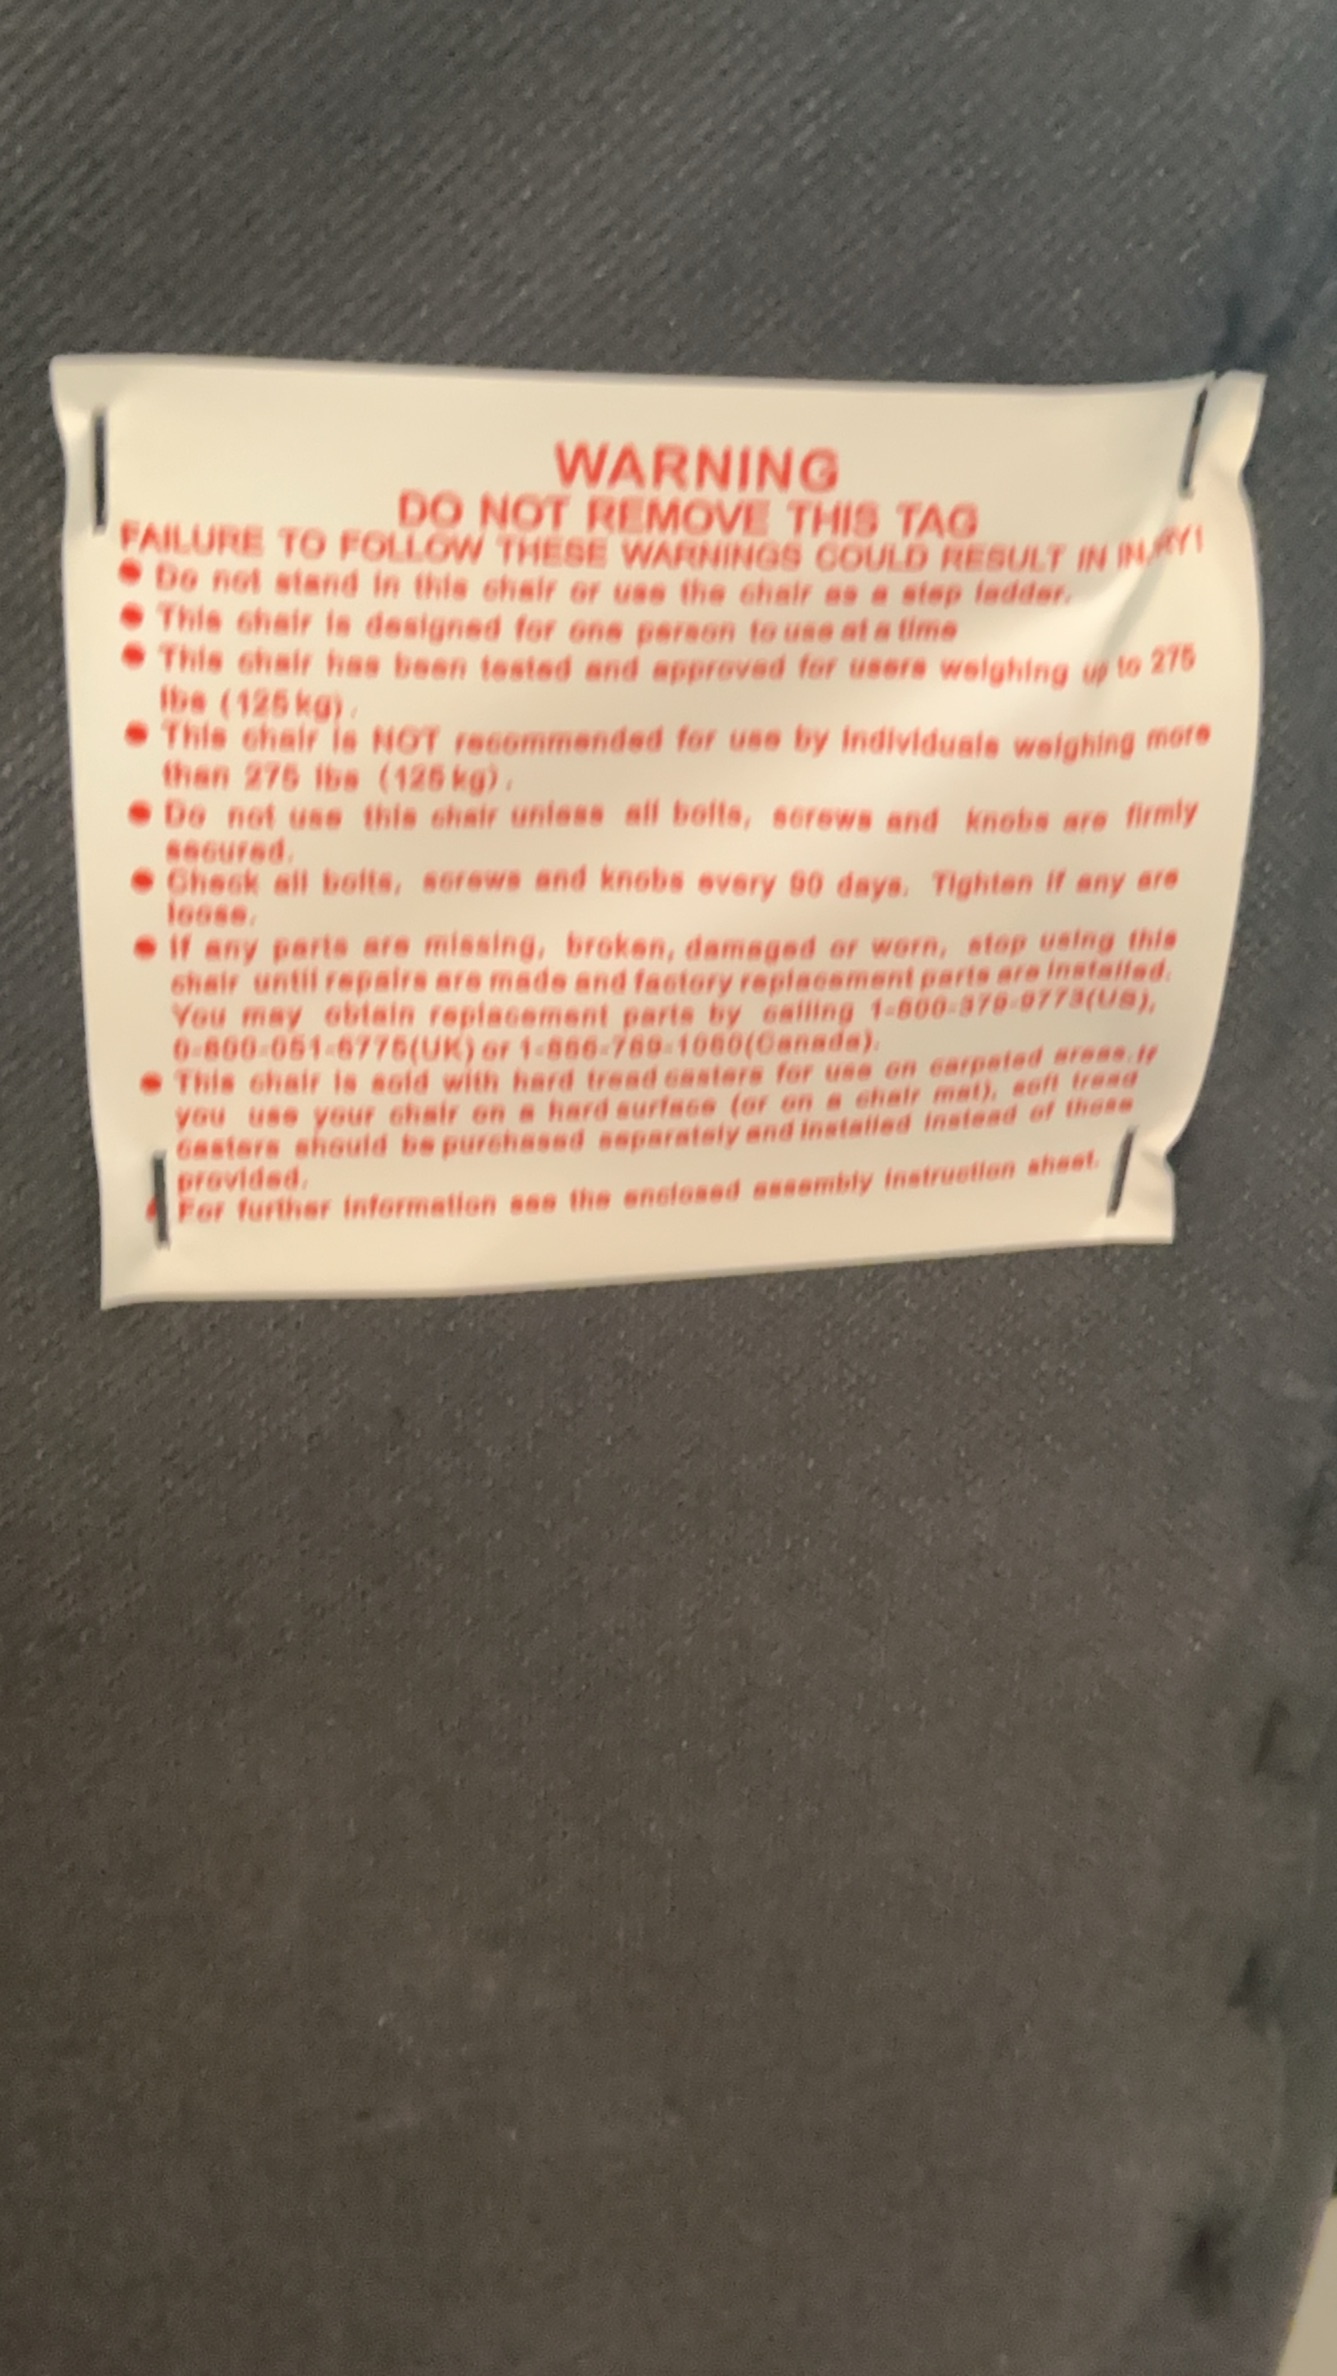 WARNING
DO NOT REMOVE THIS TAG
FAILURE TO FOLLOW THESE WARNINGS COULD RESULT IN
● Do not stand in this chair or use the chair as a step ladder.
● This chair is designed for one person to use at a time
● This chair has been tested and approved for users weighing up to 275
lbs (125kg).
● This chair is NOT recommended for use by individuals weighing more
than 275 lbs (125kg).
● Do not use this chair unless all bolts, screws and knobs are firmly
secured.
● Check all bolts, screws and knobs every 90 days. Tighten if any are
loose.
● If any parts are missing, broken, damaged or worn, stop using this
chair until repairs are made and factory replacement parts are installed.
You may obtain replacement parts by calling
or
● This chair is sold with hard tread casters for use on carpeted areas.If
you use your chair on a hard surface (or on a chair mat), soft tread
casters should be purchased separately and installed instead of those
provided.
For further information see the enclosed assembly instruction sheet.